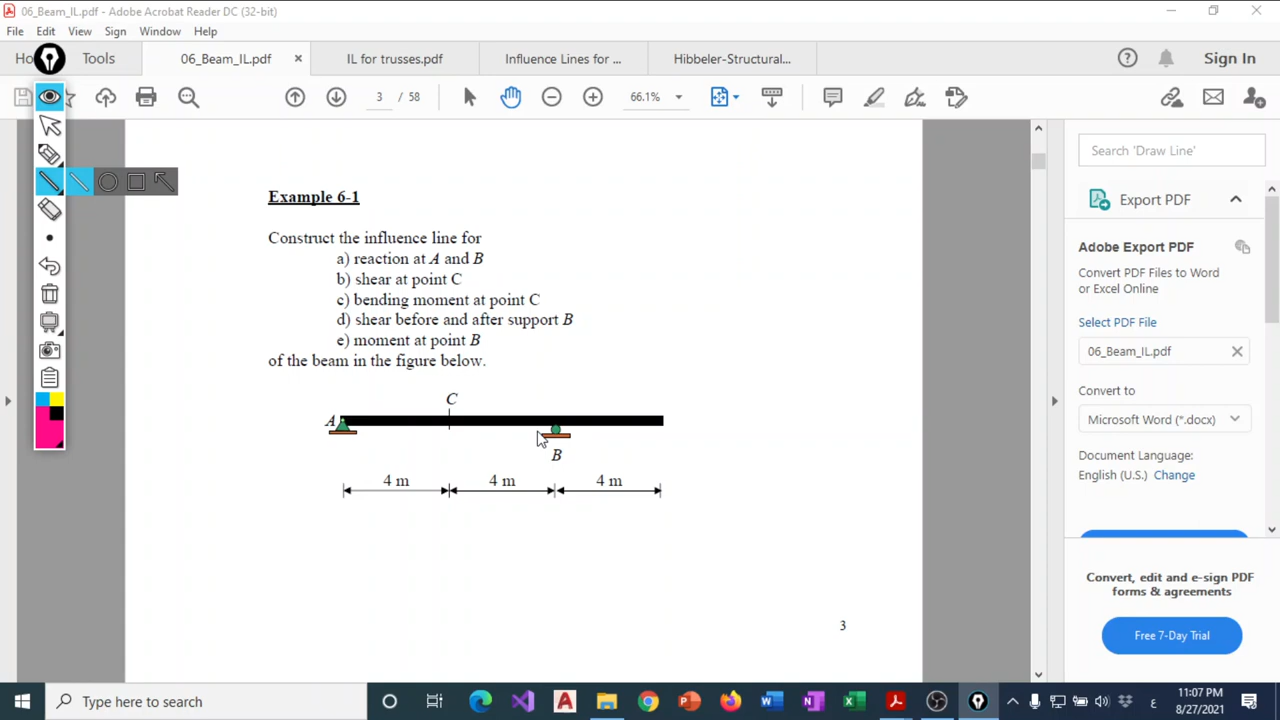 06_Beam_IL.pdf - Adobe Acrobat Reader DC (32-bit)
File Edit View Sign Window Help
Ho Tools 06_Beam_IL.pdf × IL for trusses.pdf Influence Lines for ... Hibbeler-Structural... Sign In
3 / 58 66.1%
Search 'Draw Line'
Export PDF
Adobe Export PDF
Convert PDF Files to Word
or Excel Online
Select PDF File
06_Beam_IL.pdf
Convert to
Microsoft Word (*.docx)
Document Language:
English (U.S.) Change
Convert, edit and e-sign PDF
forms & agreements
Free 7-Day Trial
Example 6-1
Construct the influence line for
a) reaction at A and B
b) shear at point C
c) bending moment at point C
d) shear before and after support B
e) moment at point B
of the beam in the figure below.
C
A
B
4 m 4 m 4 m
3
Type here to search
ع 11:07 PM
8/27/2021